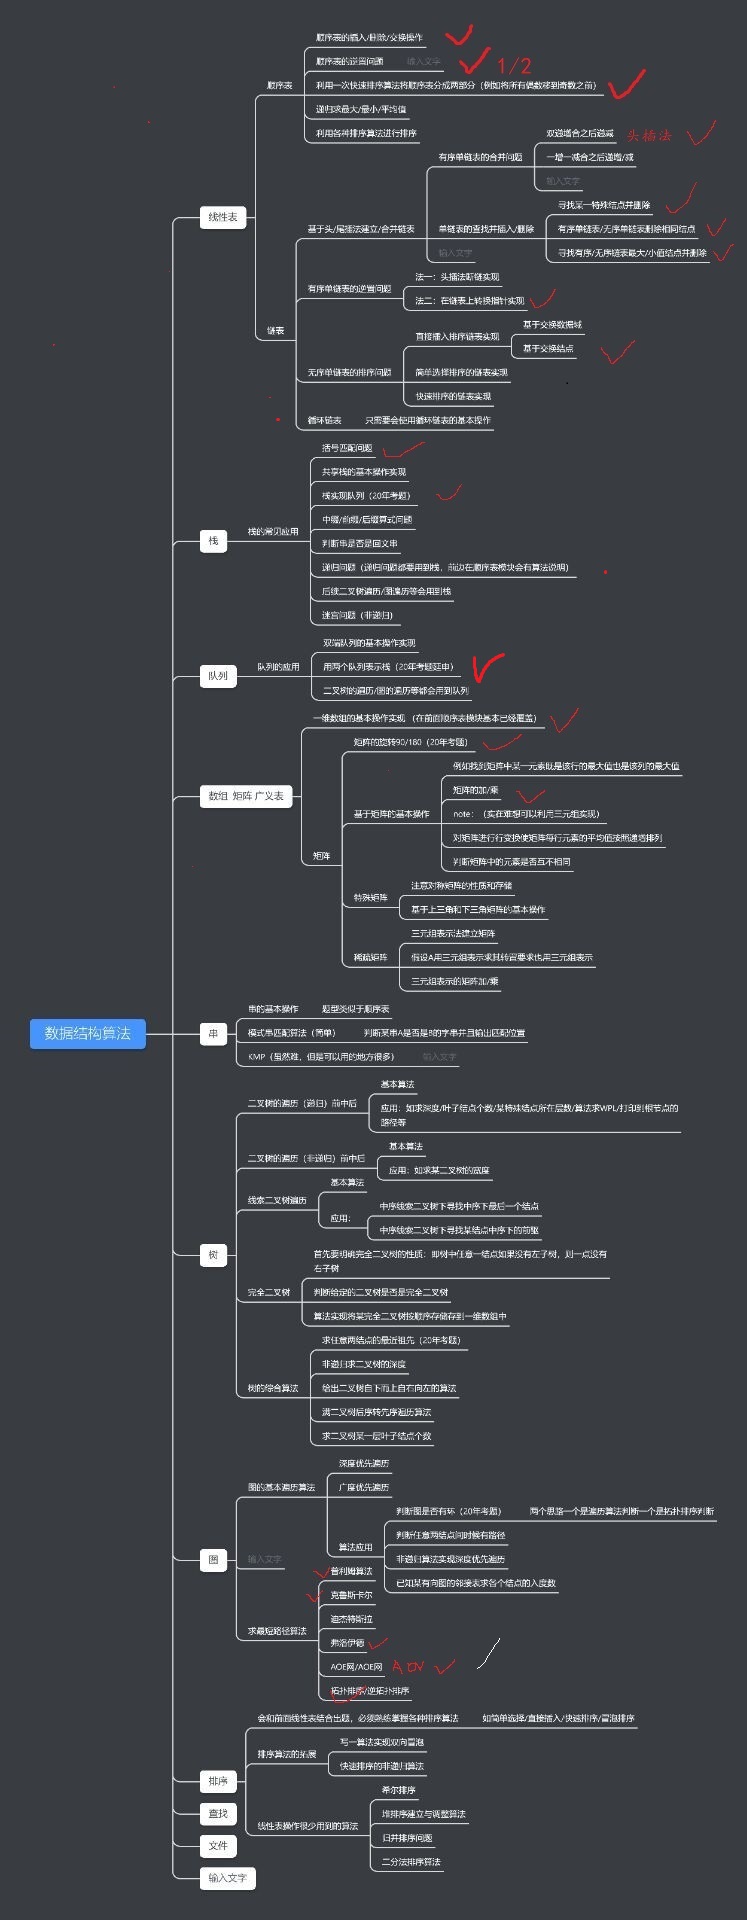 顺序表的插入/删除/交换操作
顺序表的逆置问题
输入文字
1/2
顺序表
利用一次快速排序算法将顺序表分成两部分（例如将所有偶数移到奇数之前）
递归求最大/最小/平均值
利用各种排序算法进行排序
双递增合之后递减
头插法
有序单链表的合并问题
一增一减合之后递增/减
输入文字
寻找某一特殊结点并删除
线性表
基于头/尾插法建立/合并链表
单链表的查找并插入/删除
有序单链表/无序单链表删除相同结点
输入文字
寻找有序/无序链表最大/小值结点并删除
法一：头插法断链实现
有序单链表的逆置问题
法二：在链表上转换指针实现
链表
基于交换数据域
直接插入排序链表实现
基于交换结点
无序单链表的排序问题
简单选择排序的链表实现
快速排序的链表实现
循环链表
只需要会使用循环链表的基本操作
括号匹配问题
共享栈的基本操作实现
栈实现队列（20年考题）
中缀/前缀/后缀算式问题
栈
栈的常见应用
判断串是否是回文串
递归问题（递归问题都要用到栈，前边在顺序表模块会有算法说明）
后续二叉树遍历/图遍历等会用到栈
迷宫问题（非递归）
双端队列的基本操作实现
队列
队列的应用
用两个队列表示栈（20年考题延申）
二叉树的遍历/图的遍历等都会用到队列
一维数组的基本操作实现（在前面顺序表模块基本已经覆盖）
矩阵的旋转90/180（20年考题）
例如找到矩阵中某一元素既是该行的最大值也是该列的最大值
数组 矩阵 广义表
矩阵的加/乘
基于矩阵的基本操作
note：（实在难想可以利用三元组实现）
对矩阵进行行变换使矩阵每行元素的平均值按照递增排列
矩阵
判断矩阵中的元素是否互不相同
注意对称矩阵的性质和存储
特殊矩阵
基于上三角和下三角矩阵的基本操作
三元组表示法建立矩阵
稀疏矩阵
假设A用三元组表示求其转置要求也用三元组表示
三元组表示的矩阵加/乘
数据结构算法
串的基本操作
题型类似于顺序表
串
模式串匹配算法（简单）
判断某串A是否是B的字串并且输出匹配位置
KMP（虽然难，但是可以用的地方很多）
输入文字
基本算法
二叉树的遍历（递归）前中后
应用：如求深度/叶子结点个数/某特殊结点所在层数/算法求WPL/打印到根节点的
路径等
基本算法
二叉树的遍历（非递归）前中后
应用：如求某二叉树的宽度
基本算法
线索二叉树遍历
中序线索二叉树下寻找中序下最后一个结点
应用：
中序线索二叉树下寻找某结点中序下的前驱
树
首先要明确完全二叉树的性质：即树中任意一结点如果没有左子树，则一点没有
右子树
完全二叉树
判断给定的二叉树是否是完全二叉树
算法实现将某完全二叉树按顺序存储存到一维数组中
求任意两结点的最近祖先（20年考题）
非递归求二叉树的深度
树的综合算法
给出二叉树自下而上自右向左的算法
满二叉树后序转先序遍历算法
求二叉树某一层叶子结点个数
深度优先遍历
图的基本遍历算法
广度优先遍历
判断图是否有环（20年考题）
两个思路一个是遍历算法判断一个是拓扑排序判断
判断任意两结点间时候有路径
算法应用
非递归算法实现深度优先遍历
图
输入文字
已知某有向图的邻接表求各个结点的入度数
普利姆算法
克鲁斯卡尔
迪杰特斯拉
求最短路径算法
弗洛伊德
AOE网/AOE网
AOV
拓扑排序/逆拓扑排序
会和前面线性表结合出题，必须熟练掌握各种排序算法
如简单选择/直接插入/快速排序/冒泡排序
写一算法实现双向冒泡
排序算法的拓展
快速排序的非递归算法
排序
希尔排序
查找
堆排序建立与调整算法
线性表操作很少用到的算法
归并排序问题
文件
二分法排序算法
输入文字